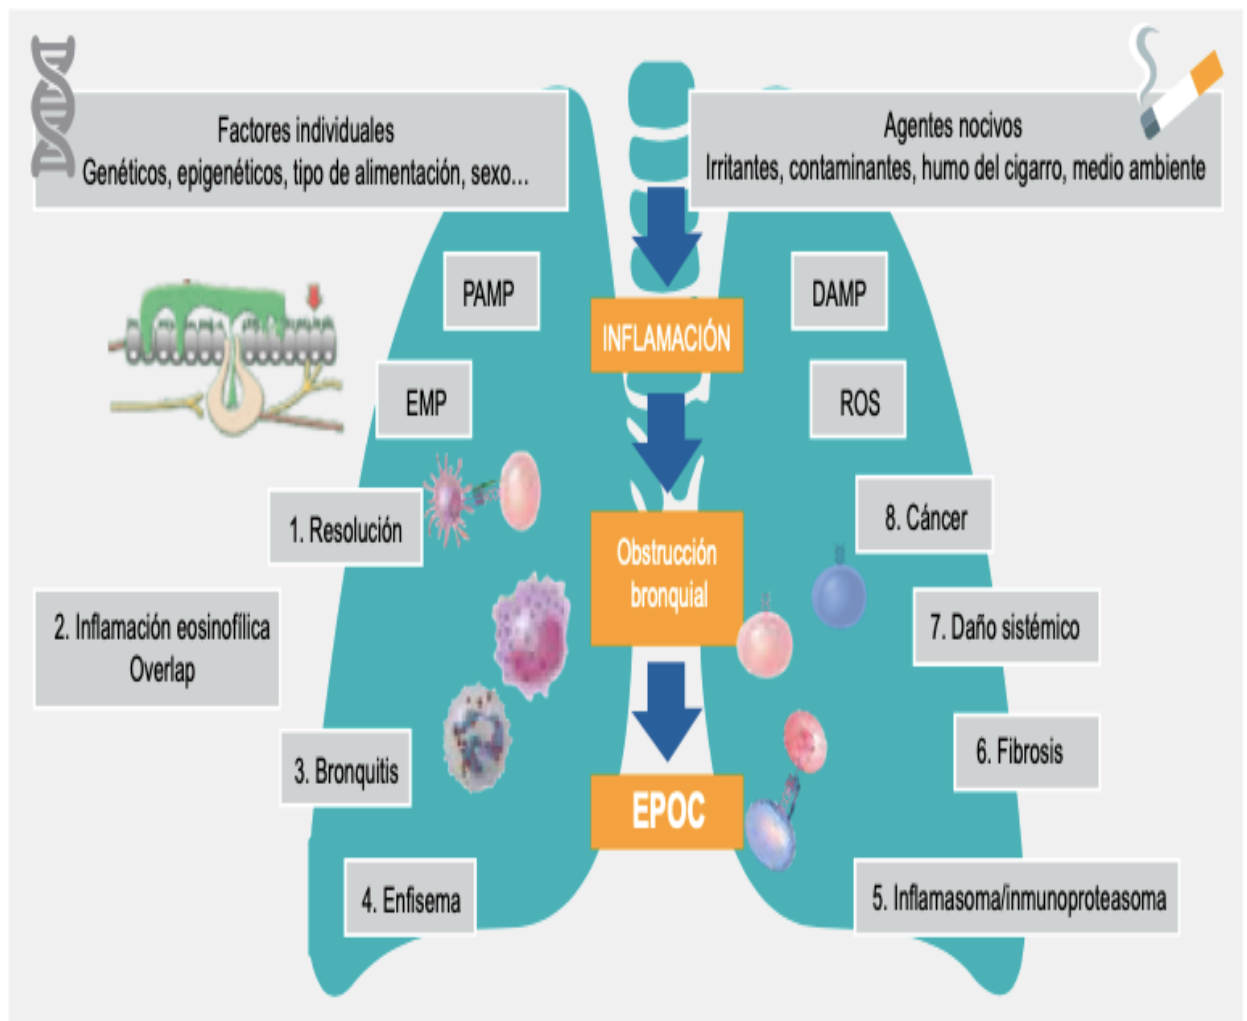 Factores individuales
Genéticos, epigenéticos, tipo de alimentación, sexo...
Agentes nocivos
Irritantes, contaminantes, humo del cigarro, medio ambiente
PAMP
DAMP
INFLAMACIÓN
EMP
ROS
1. Resolución
8. Cáncer
Obstrucción
bronquial
2. Inflamación eosinofílica
Overlap
7. Daño sistémico
3. Bronquitis
6. Fibrosis
EPOC
4. Enfisema
5. Inflamasoma/inmunoproteasoma